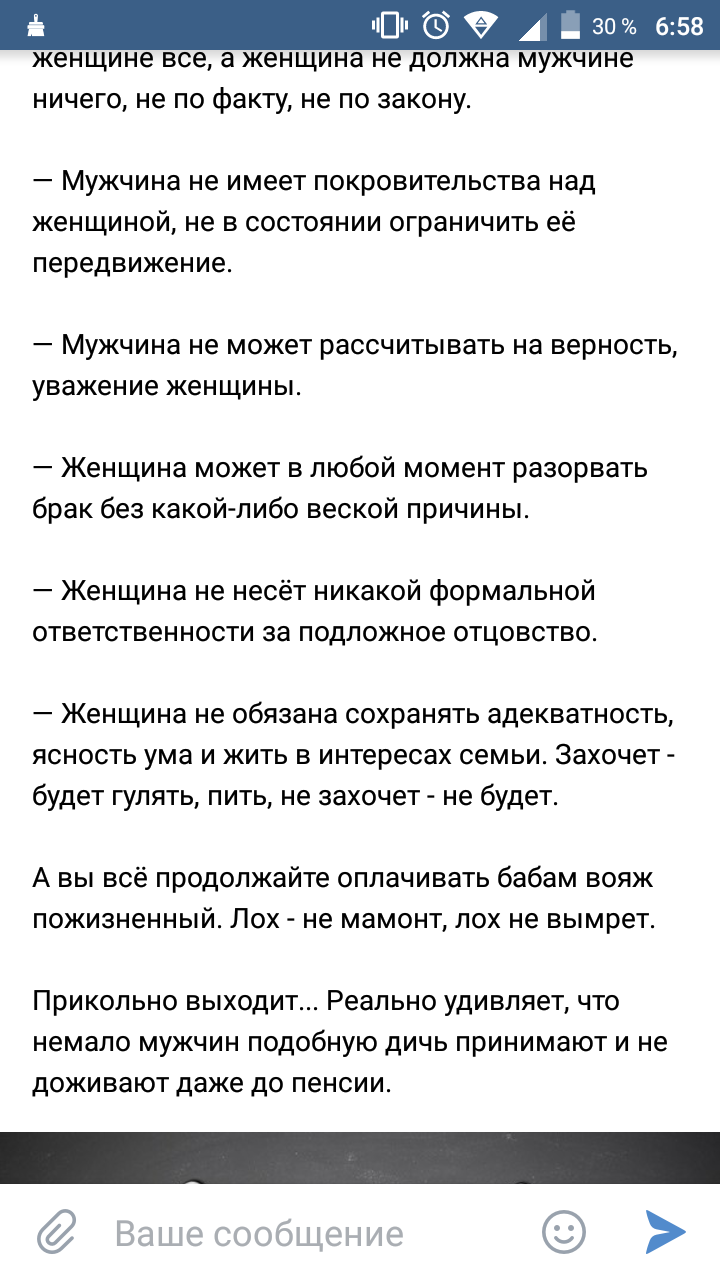 30 % 6:58
женщине все, а женщина не должна мужчине
ничего, не по факту, не по закону.
— Мужчина не имеет покровительства над
женщиной, не в состоянии ограничить её
передвижение.
— Мужчина не может рассчитывать на верность,
уважение женщины.
— Женщина может в любой момент разорвать
брак без какой-либо веской причины.
— Женщина не несёт никакой формальной
ответственности за подложное отцовство.
— Женщина не обязана сохранять адекватность,
ясность ума и жить в интересах семьи. Захочет -
будет гулять, пить, не захочет - не будет.
А вы всё продолжайте оплачивать бабам вояж
пожизненный. Лох - не мамонт, лох не вымрет.
Прикольно выходит... Реально удивляет, что
немало мужчин подобную дичь принимают и не
доживают даже до пенсии.
Ваше сообщение